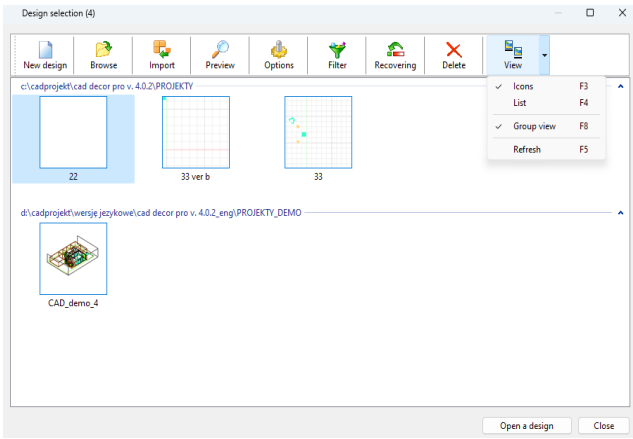 Design selection (4)
New design Browse Import Preview Options Filter Recovering Delete View
c:\cadprojekt\cad decor pro v. 4.0.2\PROJEKTY
Icons F3
List F4
Group view F8
Refresh F5
22 33 ver b 33
d:\cadprojekt\wersję jezykowe\cad decor pro v. 4.0.2_eng\PROJEKTY_DEMO
CAD_demo_4
Open a design Close